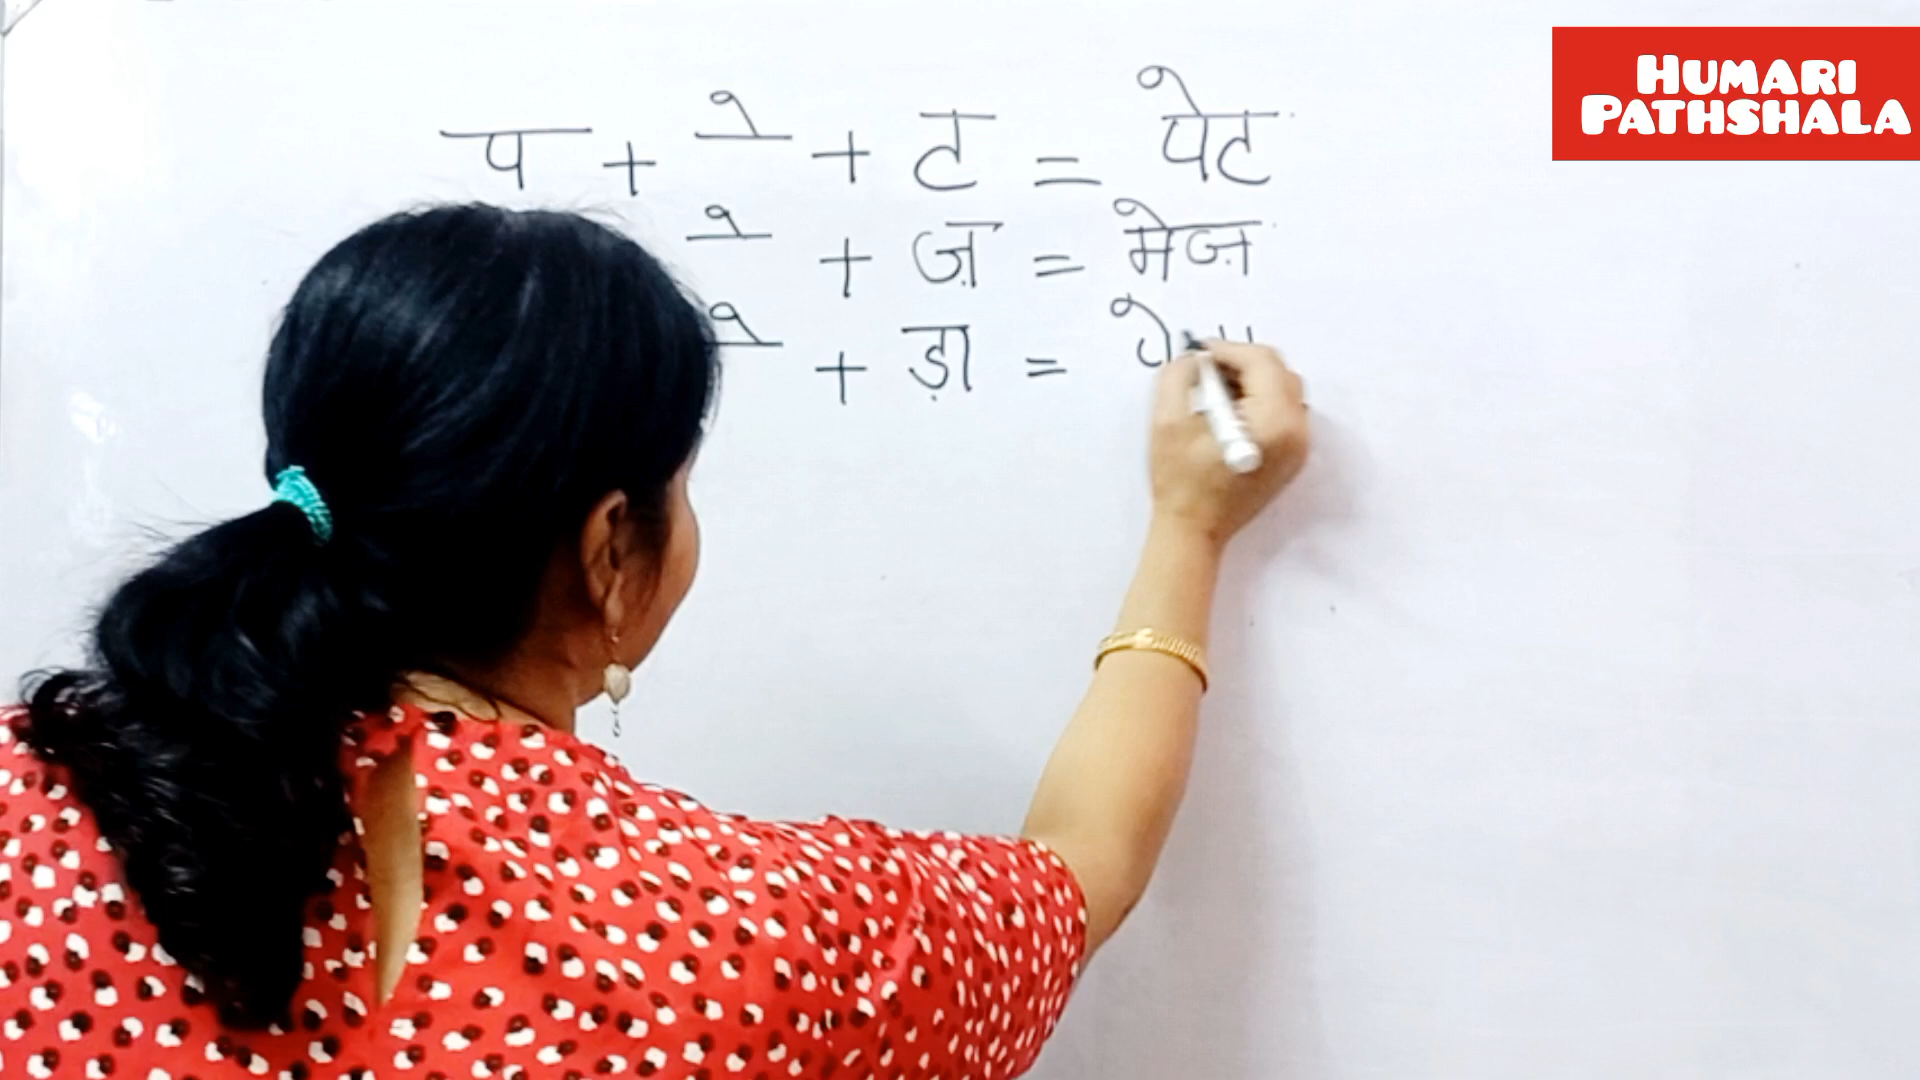 HUMARI
PATHSHALA
प + े + ट = पेट
े + ज़ = मेज़
े + ड़ा =